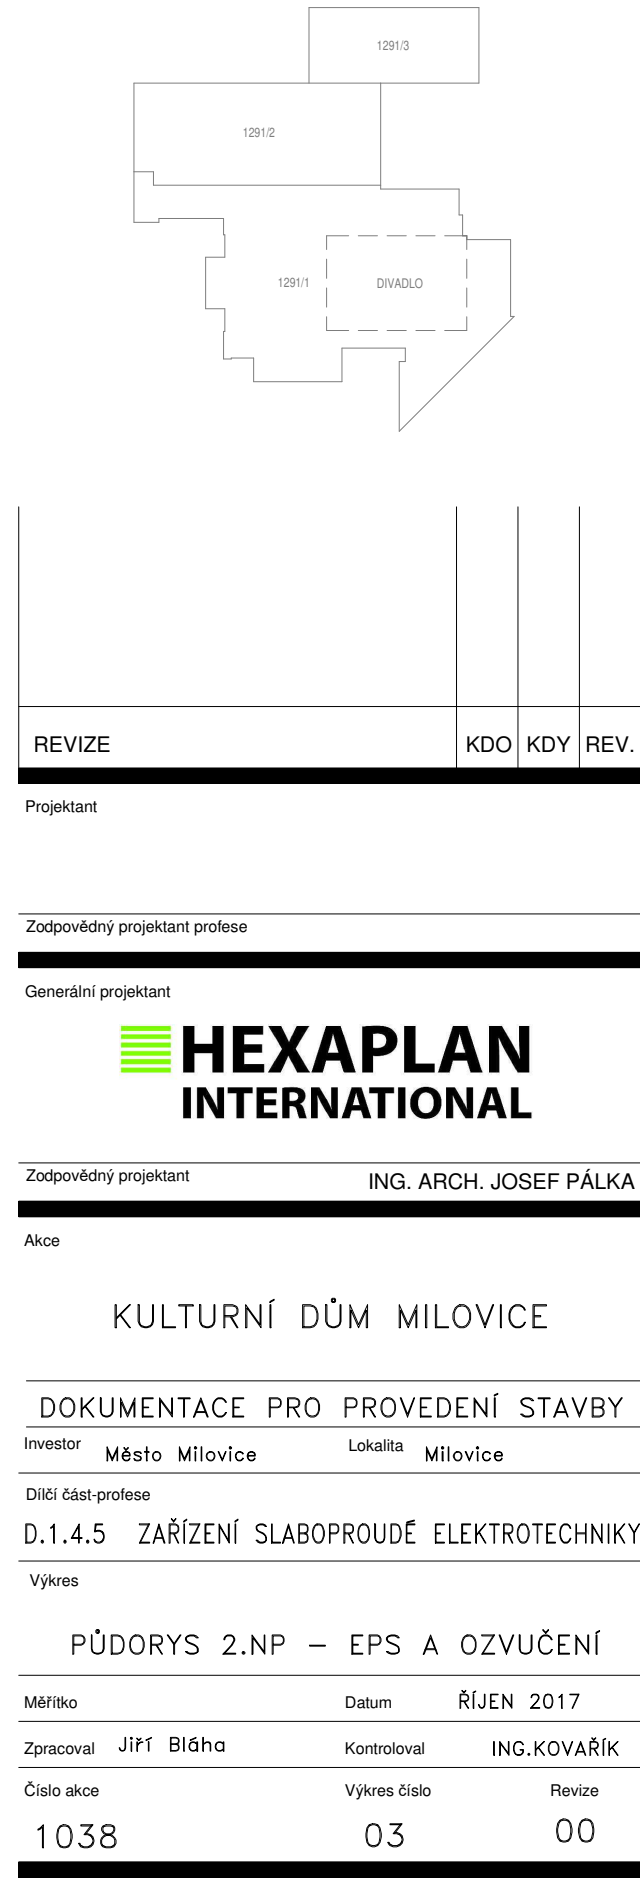 1291/3
1291/2
1291/1 DIVADLO
REVIZE KDO KDY REV.
Projektant
Zodpovědný projektant profese
Generální projektant
HEXAPLAN
INTERNATIONAL
Zodpovědný projektant ING. ARCH. JOSEF PÁLKA
Akce
KULTURNÍ DŮM MILOVICE
DOKUMENTACE PRO PROVEDENÍ STAVBY
Investor Město Milovice Lokalita Milovice
Dílčí část-profese
D.1.4.5 ZAŘÍZENÍ SLABOPROUDÉ ELEKTROTECHNIKY
Výkres
PŮDORYS 2.NP – EPS A OZVUČENÍ
Měřítko Datum ŘÍJEN 2017
Zpracoval Jiří Bláha Kontroloval ING.KOVAŘÍK
Číslo akce Výkres číslo Revize
1038 03 00